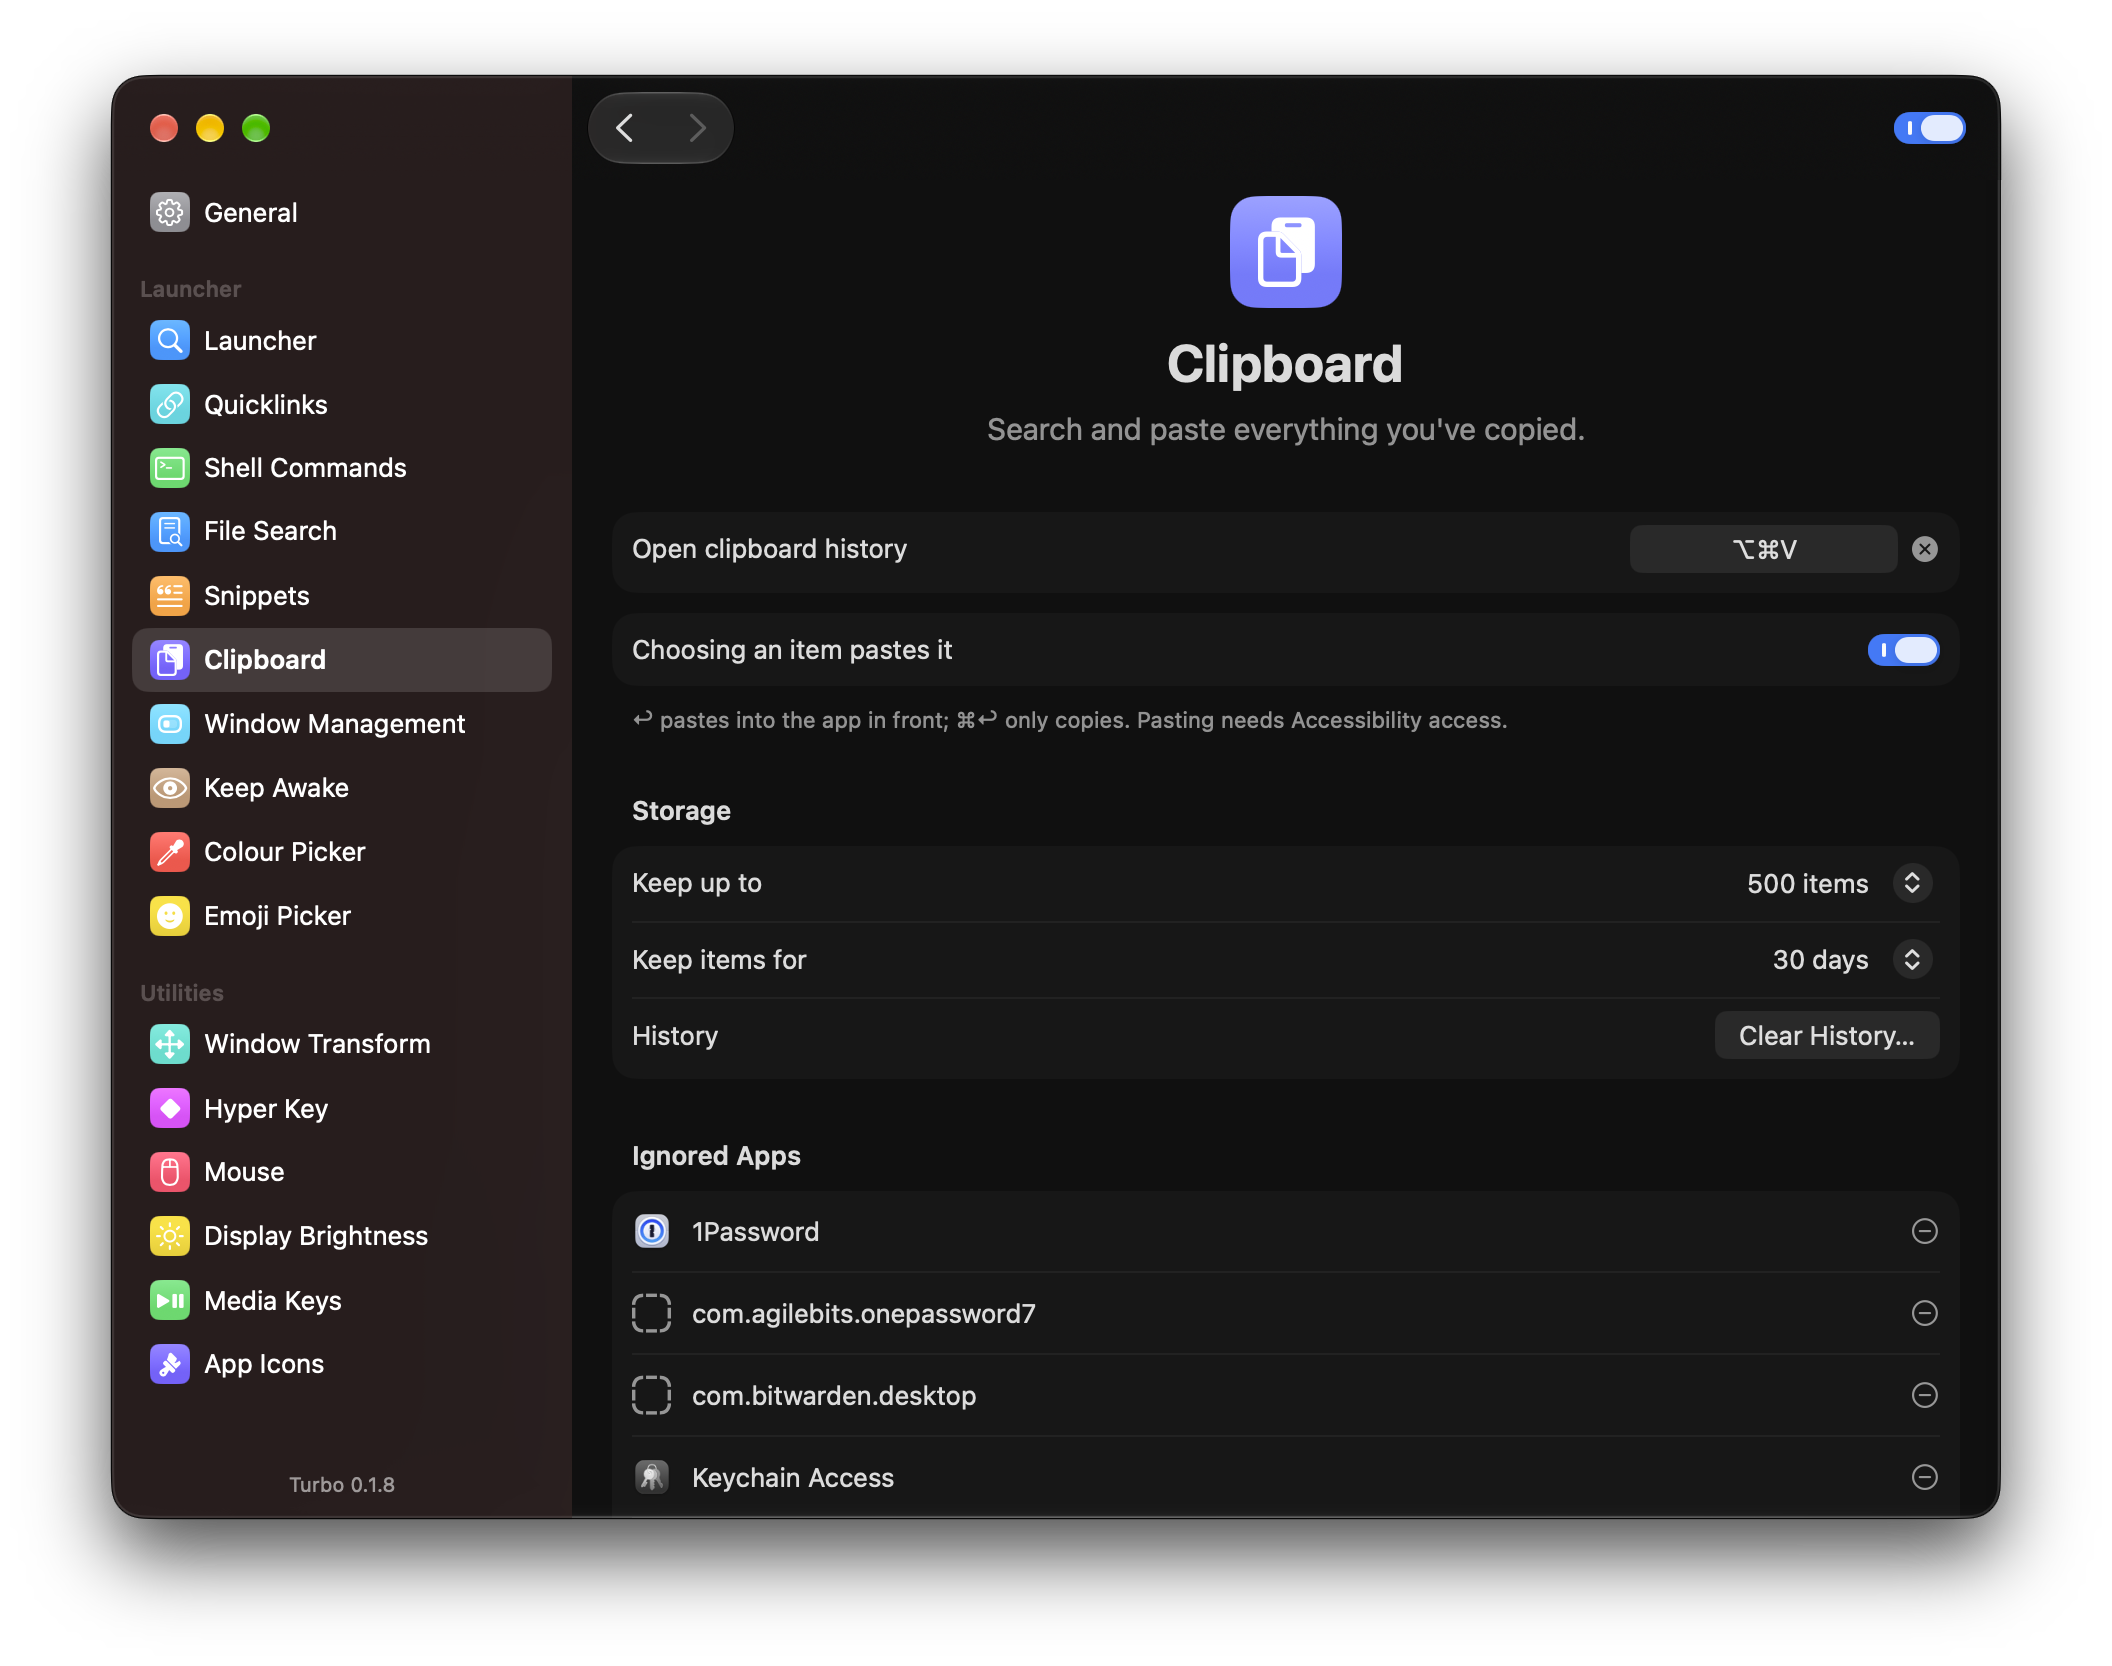 General
Launcher
Launcher
Quicklinks
Shell Commands
File Search
Snippets
Clipboard
Window Management
Keep Awake
Colour Picker
Emoji Picker
Utilities
Window Transform
Hyper Key
Mouse
Display Brightness
Media Keys
App Icons
Turbo 0.1.8
Clipboard
Search and paste everything you've copied.
Open clipboard history ⌥⌘V
Choosing an item pastes it
↩ pastes into the app in front; ⌘↩ only copies. Pasting needs Accessibility access.
Storage
Keep up to 500 items
Keep items for 30 days
History Clear History...
Ignored Apps
1Password
com.agilebits.onepassword7
com.bitwarden.desktop
Keychain Access